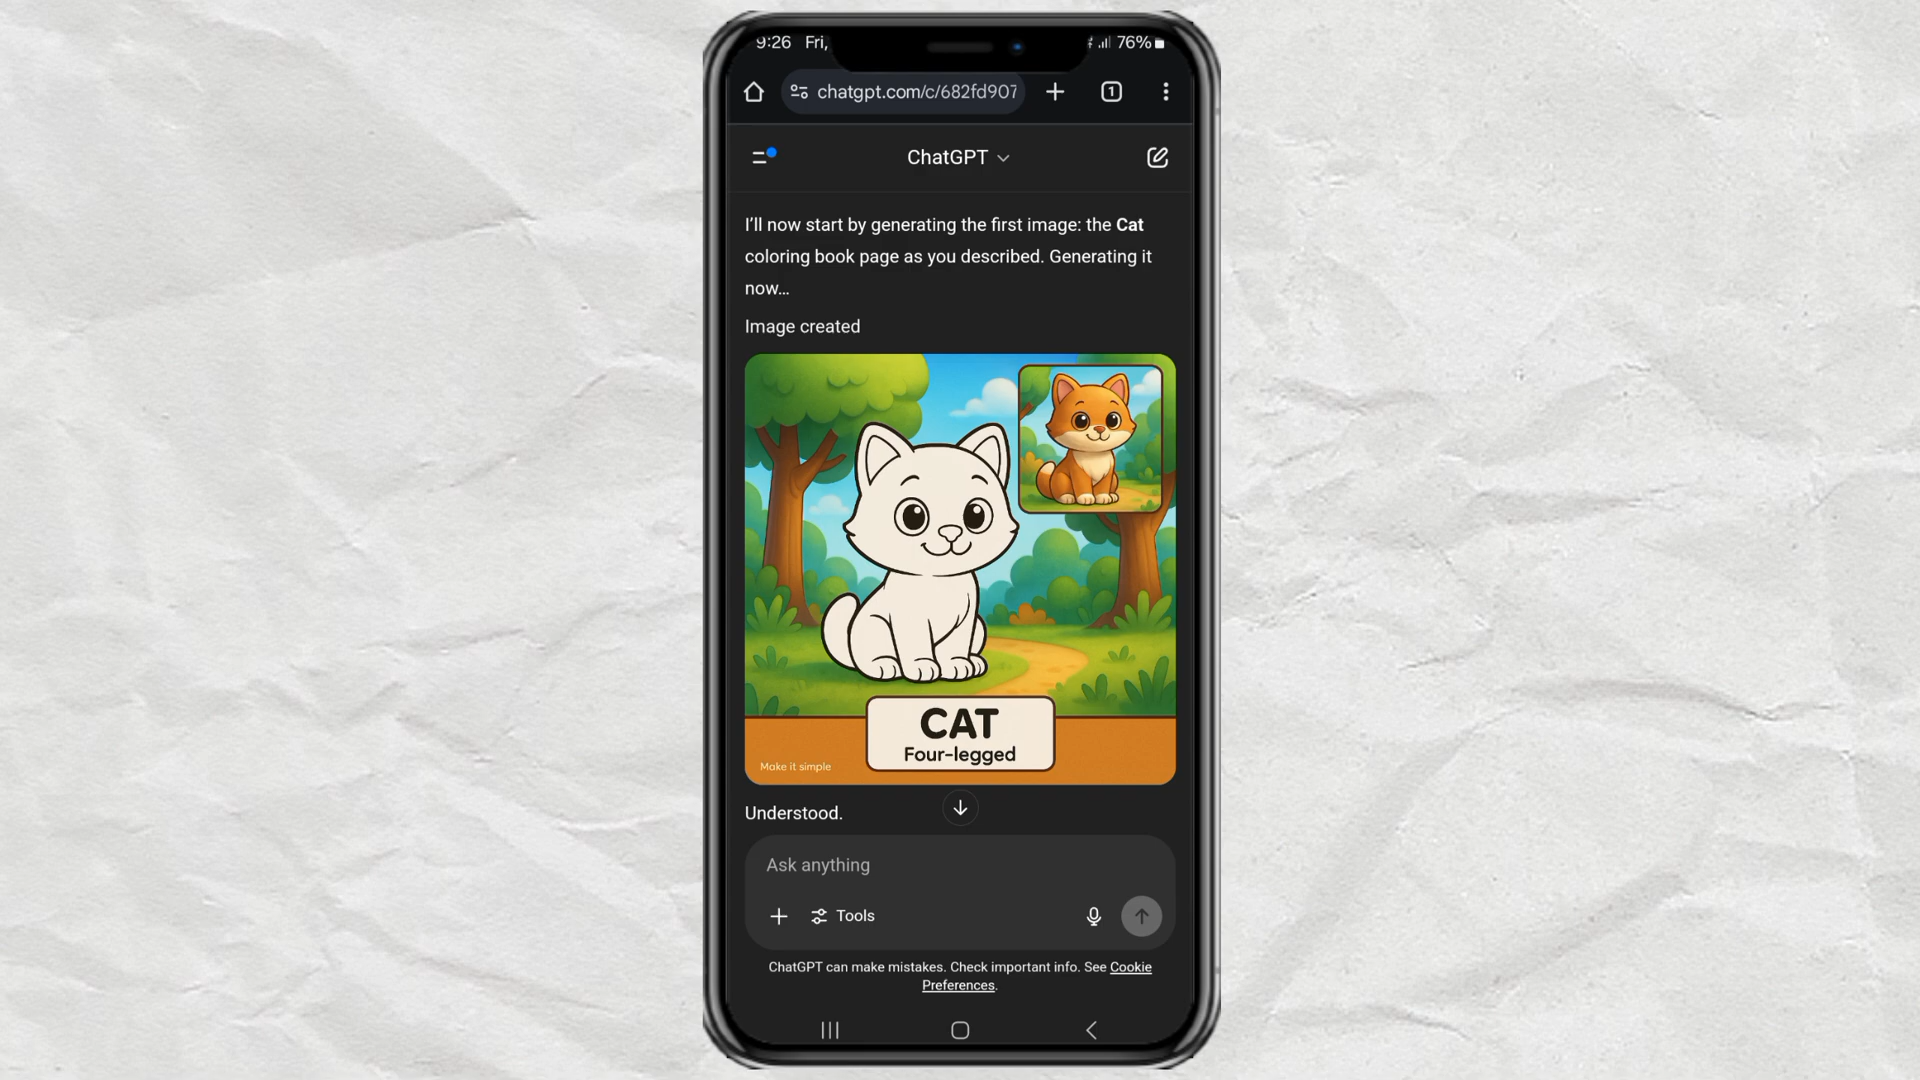 9:26 Fri, 76%
chatgpt.com/c/682fd907
1
ChatGPT
I'll now start by generating the first image: the Cat
coloring book page as you described. Generating it
now...
Image created
CAT
Four-legged
Make it simple
Understood.
Ask anything
Tools
ChatGPT can make mistakes. Check important info. See Cookie
Preferences.